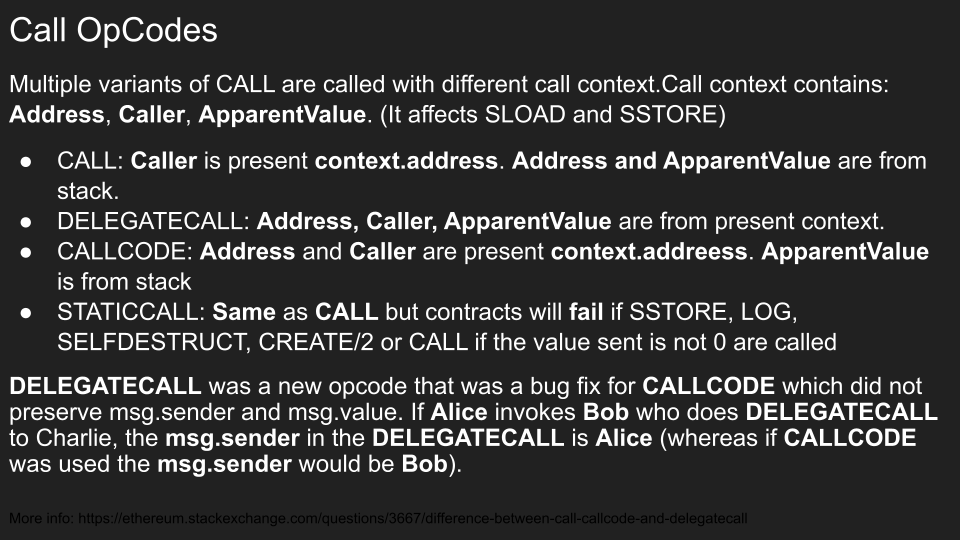 Call OpCodes
Multiple variants of CALL are called with different call context.Call context contains:
Address, Caller, ApparentValue. (It affects SLOAD and SSTORE)
● CALL: Caller is present context.address. Address and ApparentValue are from
stack.
● DELEGATECALL: Address, Caller, ApparentValue are from present context.
● CALLCODE: Address and Caller are present context.addreess. ApparentValue
is from stack
● STATICCALL: Same as CALL but contracts will fail if SSTORE, LOG,
SELFDESTRUCT, CREATE/2 or CALL if the value sent is not 0 are called
DELEGATECALL was a new opcode that was a bug fix for CALLCODE which did not
preserve msg.sender and msg.value. If Alice invokes Bob who does DELEGATECALL
to Charlie, the msg.sender in the DELEGATECALL is Alice (whereas if CALLCODE
was used the msg.sender would be Bob).
More info: https://ethereum.stackexchange.com/questions/3667/difference-between-call-callcode-and-delegatecall